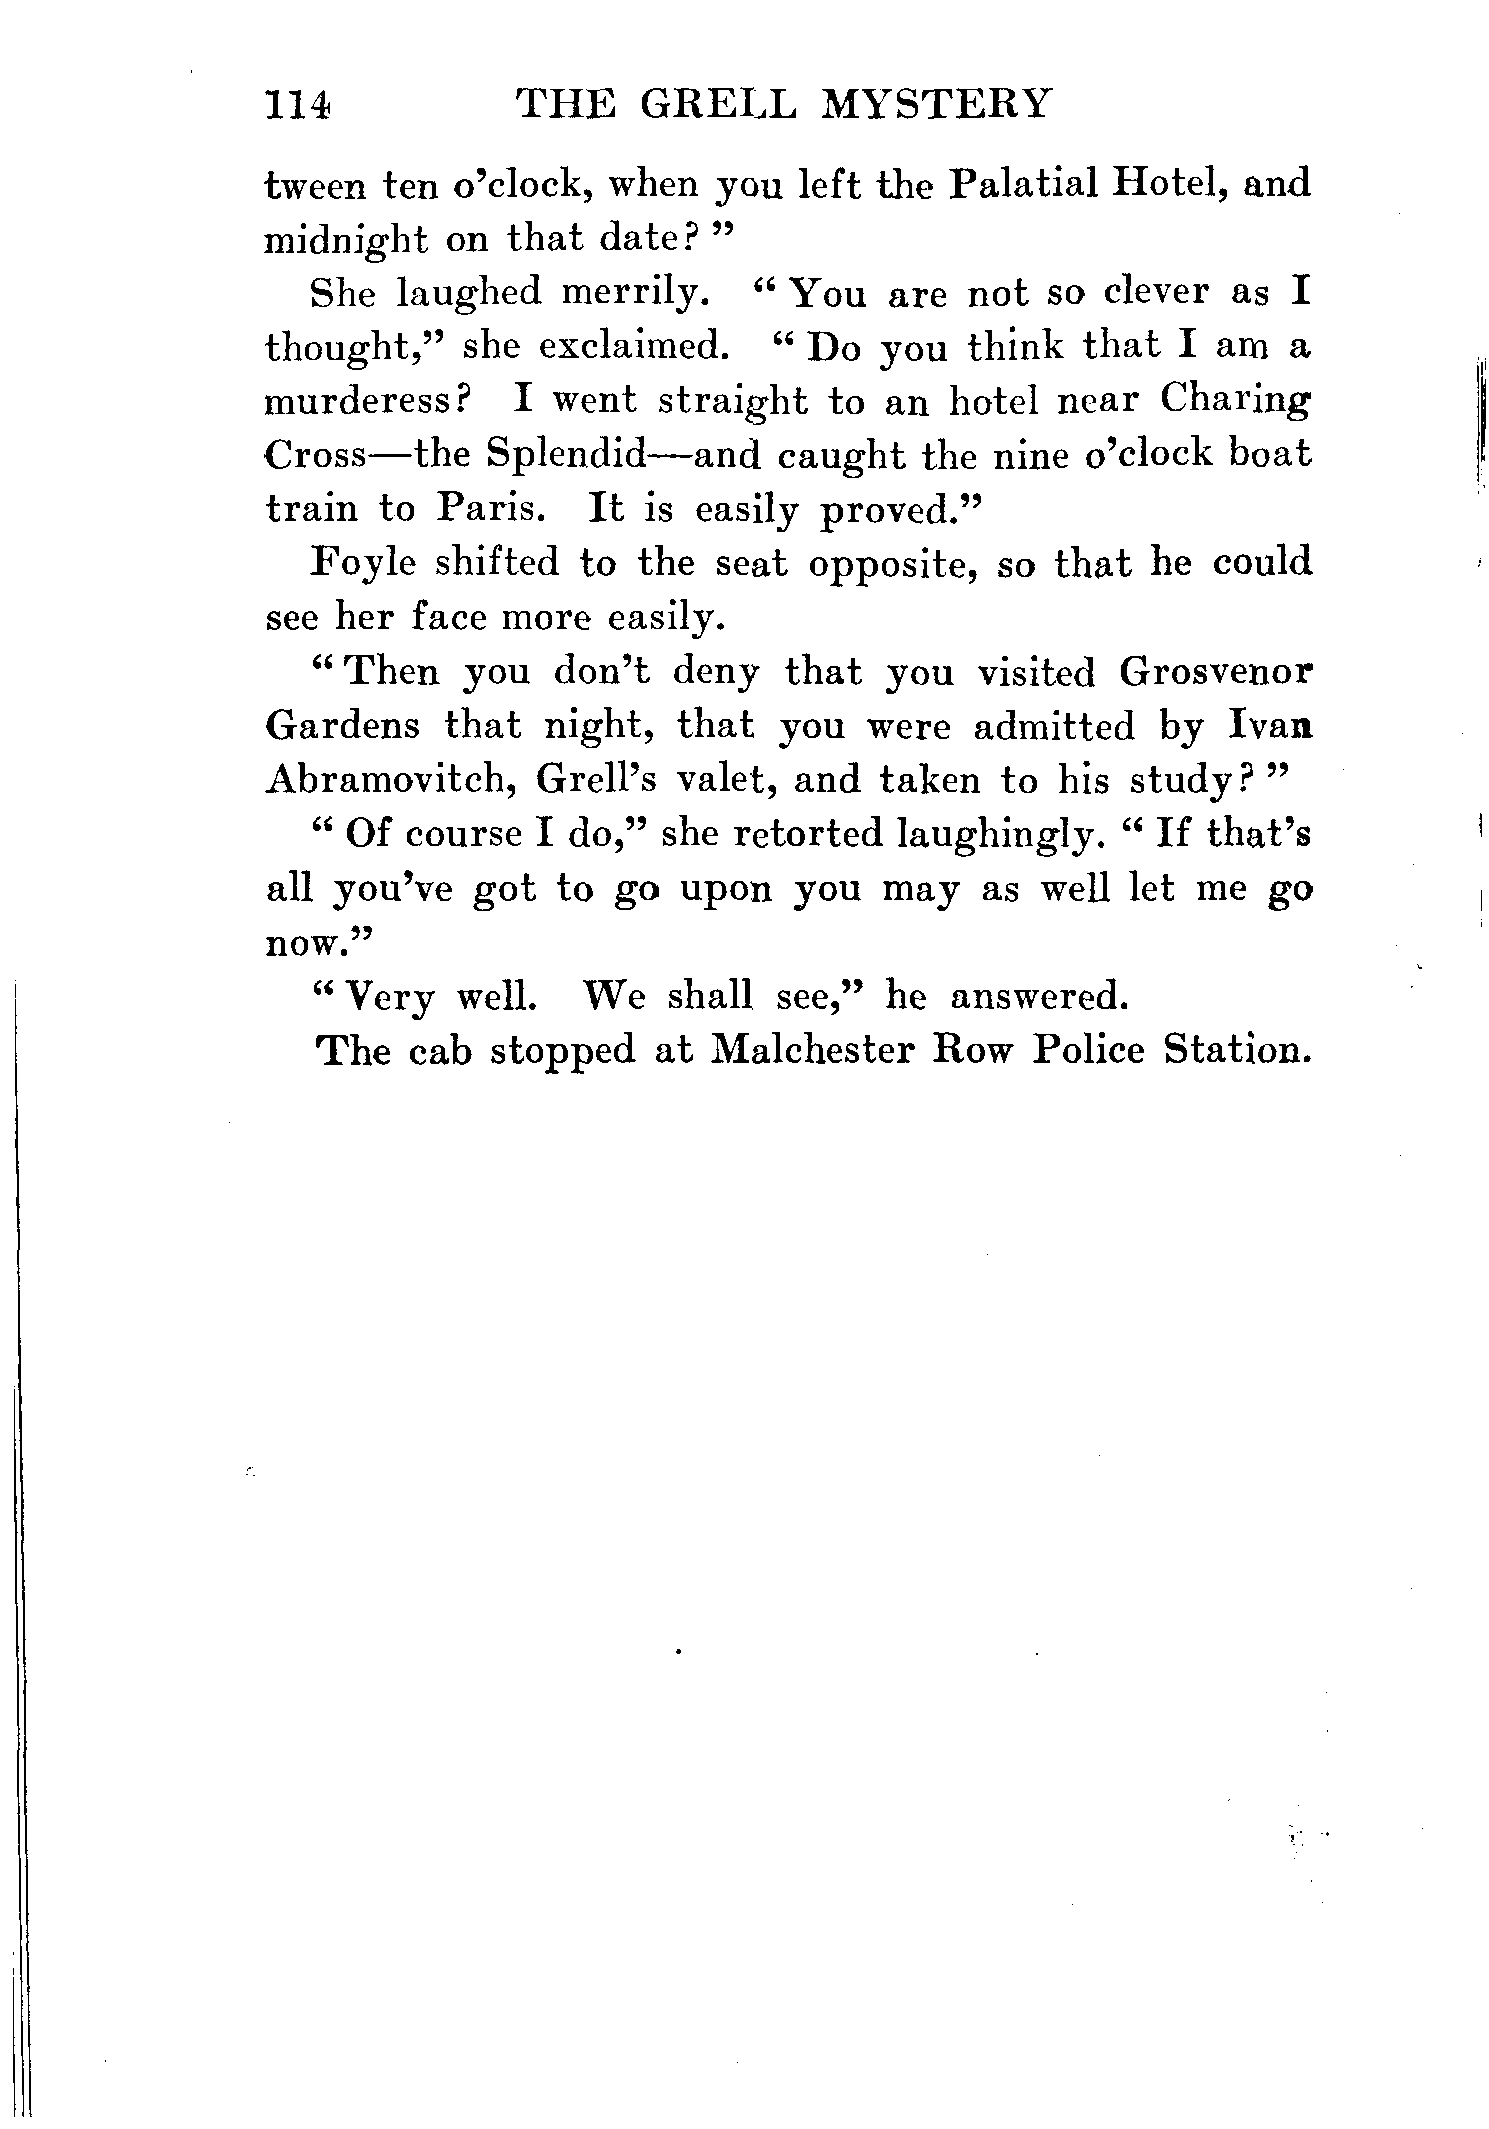 114 THE GRELL MYSTERY
tween ten o'clock, when you left the Palatial Hotel, and
midnight on that date? "
She laughed merrily. " You are not so clever as I
thought," she exclaimed. " Do you think that I am a
murderess? I went straight to an hotel near Charing
Cross—the Splendid—and caught the nine o'clock boat
train to Paris. It is easily proved."
Foyle shifted to the seat opposite, so that he could
see her face more easily.
" Then you don't deny that you visited Grosvenor
Gardens that night, that you were admitted by Ivan
Abramovitch, Grell's valet, and taken to his study? "
" Of course I do," she retorted laughingly. " If that's
all you've got to go upon you may as well let me go
now."
" Very well. We shall see," he answered.
The cab stopped at Malchester Row Police Station.